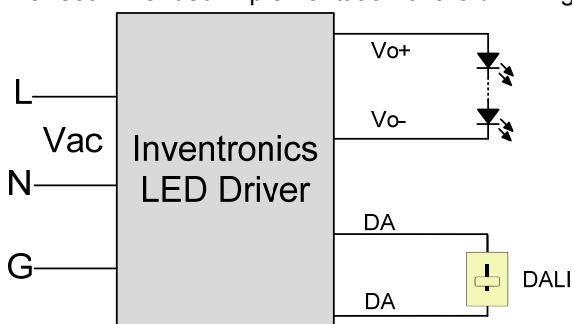 Vo+
L
Vo-
Vac
Inventronics
LED Driver
N
DA
G
DALI
DA